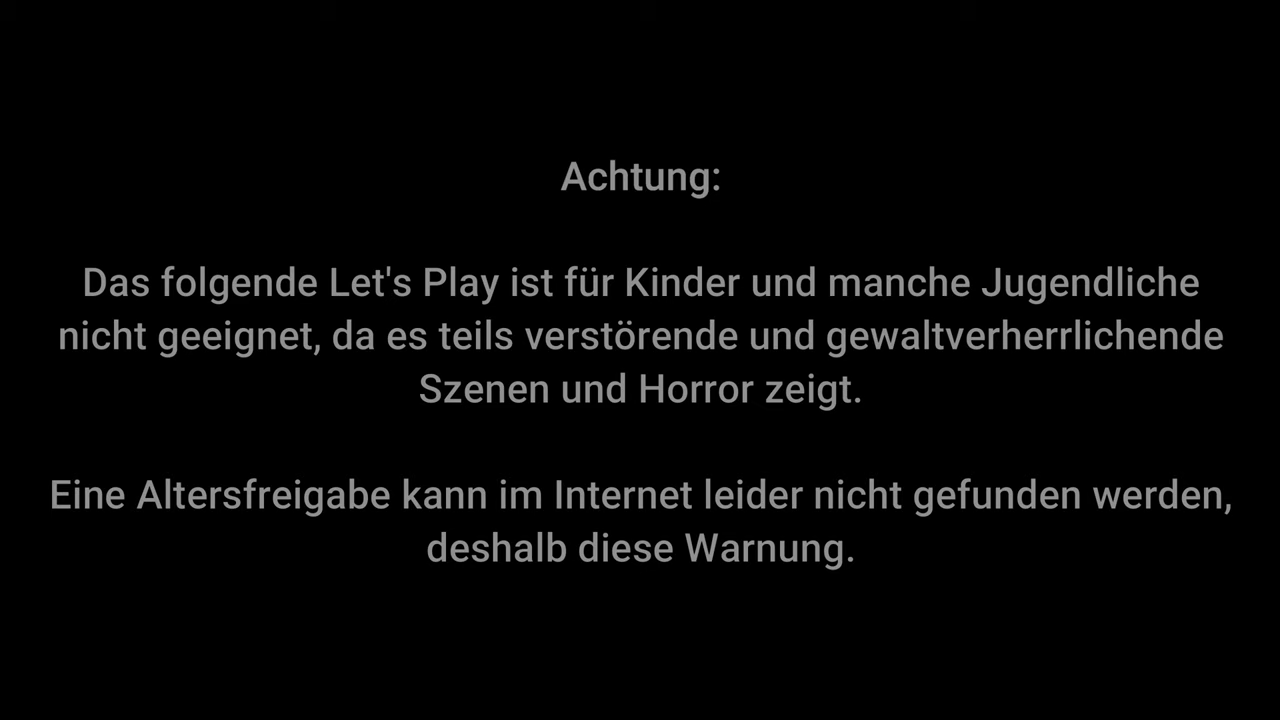 Achtung:
Das folgende Let's Play ist für Kinder und manche Jugendliche
nicht geeignet, da es teils verstörende und gewaltverherrlichende
Szenen und Horror zeigt.
Eine Altersfreigabe kann im Internet leider nicht gefunden werden,
deshalb diese Warnung.